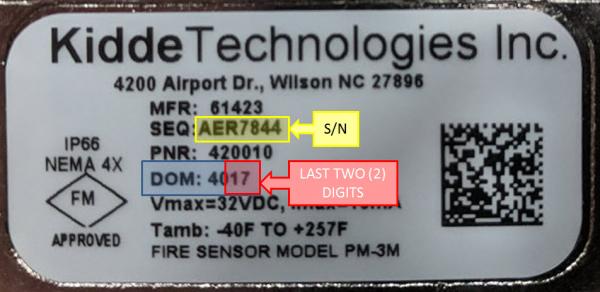 KiddeTechnologies Inc.
4200 Airport Dr., Wilson NC 27896
MFR: 61423
SEQ: AER7844
S/N
IP66
NEMA 4X
PNR: 420010
DOM: 4017
LAST TWO (2)
DIGITS
FM
APPROVED
Vmax=32VDC,
Tamb: -40F TO +257F
FIRE SENSOR MODEL PM-3M